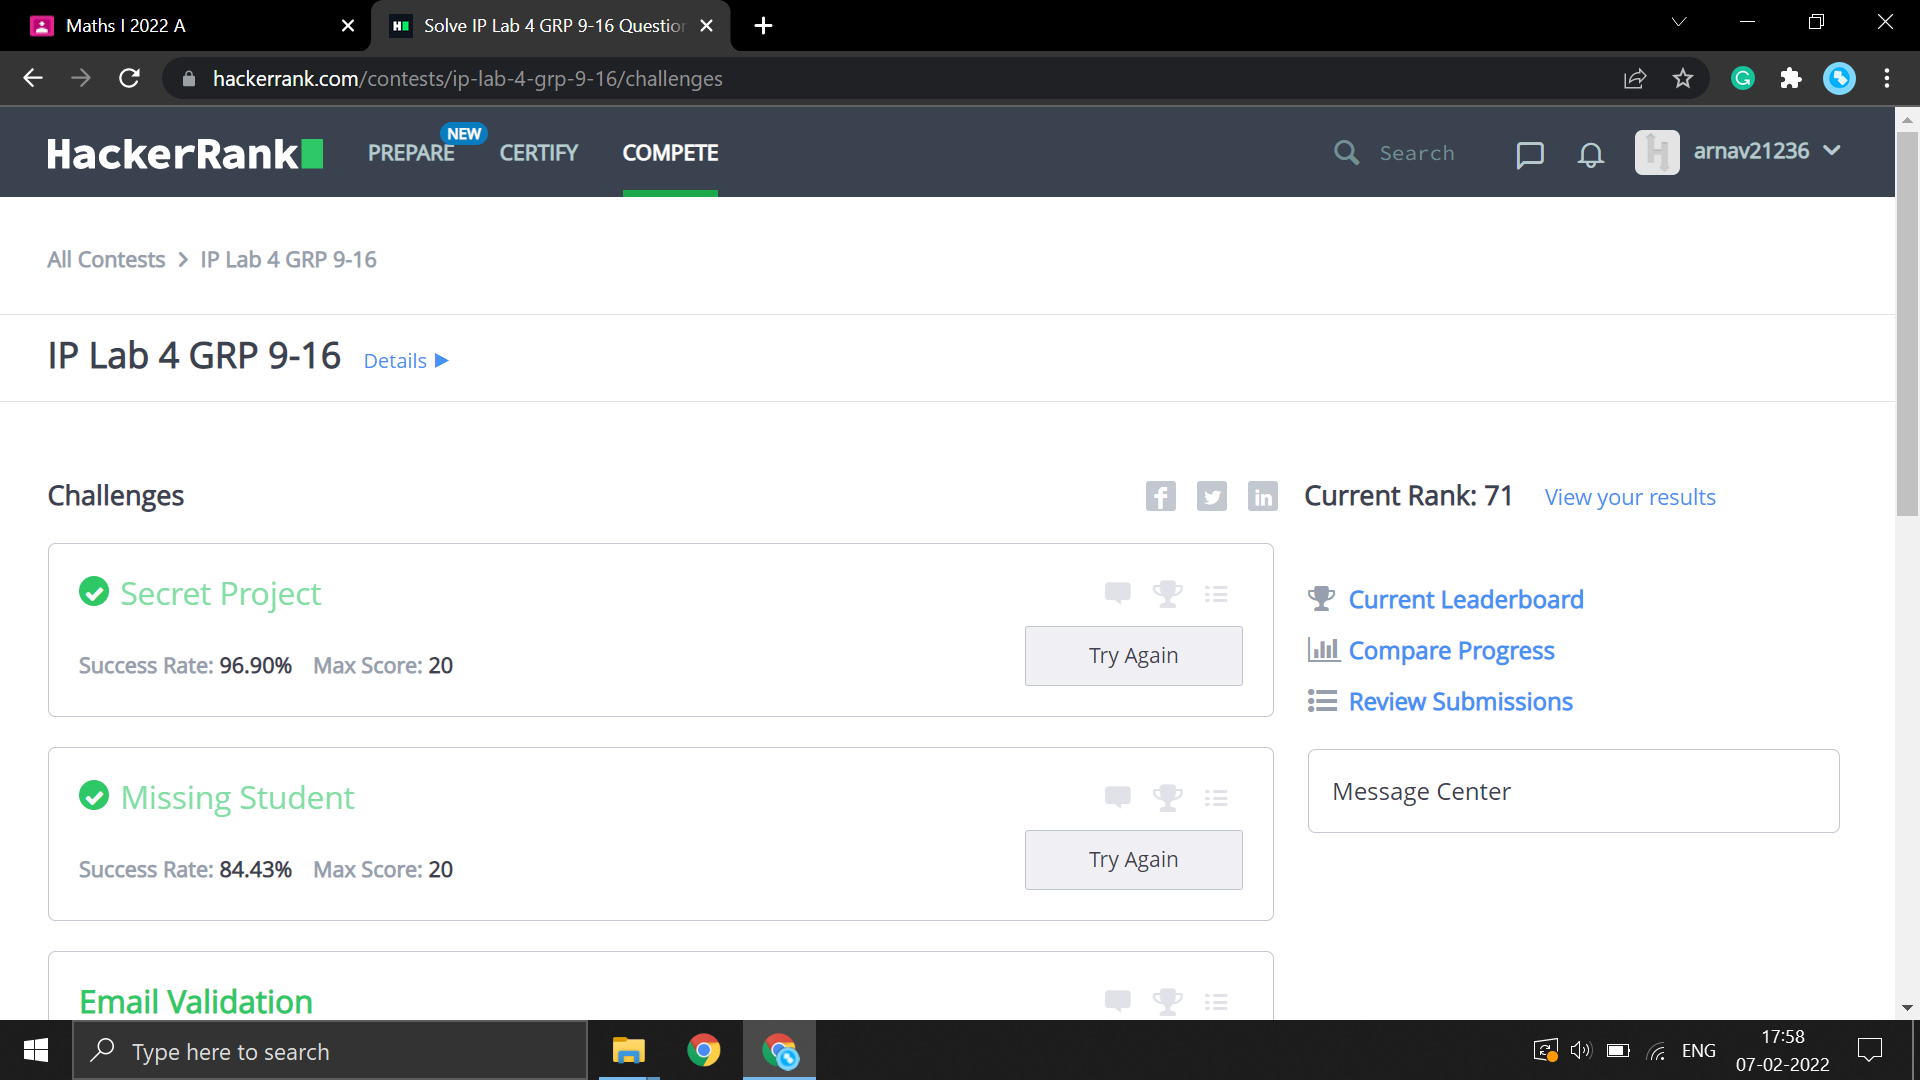 Maths I 2022 A
Solve IP Lab 4 GRP 9-16 Question
hackerrank.com/contests/ip-lab-4-grp-9-16/challenges
HackerRank
PREPARE
NEW
CERTIFY
COMPETE
Search
H
arnav21236
All Contests > IP Lab 4 GRP 9-16
IP Lab 4 GRP 9-16
Details
Challenges
Current Rank: 71
View your results
Secret Project
Success Rate: 96.90% Max Score: 20
Try Again
Current Leaderboard
Compare Progress
Review Submissions
Message Center
Missing Student
Success Rate: 84.43% Max Score: 20
Try Again
Email Validation
Type here to search
ENG
17:58
07-02-2022